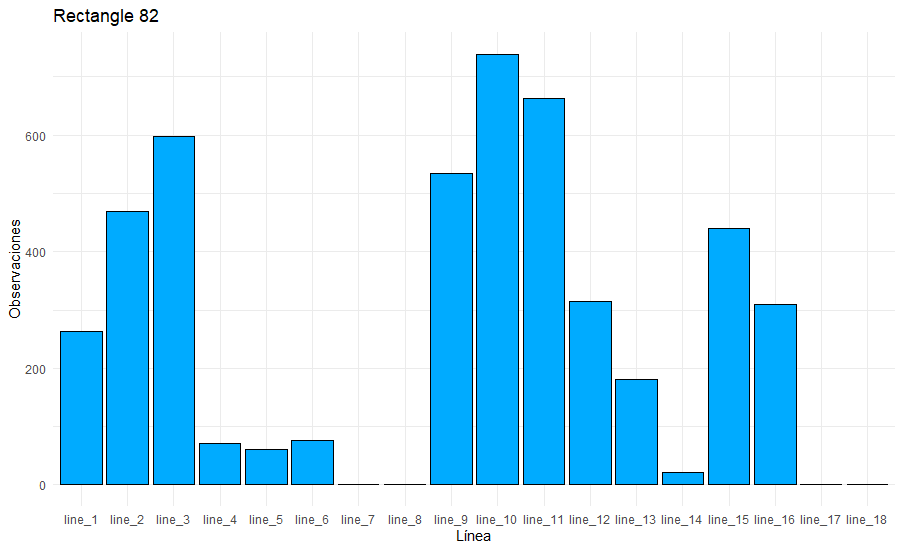 Rectangle 82
Observaciones
600
400
200
0
line_1 line_2 line_3 line_4 line_5 line_6 line_7 line_8 line_9 line_10 line_11 line_12 line_13 line_14 line_15 line_16 line_17 line_18
Línea